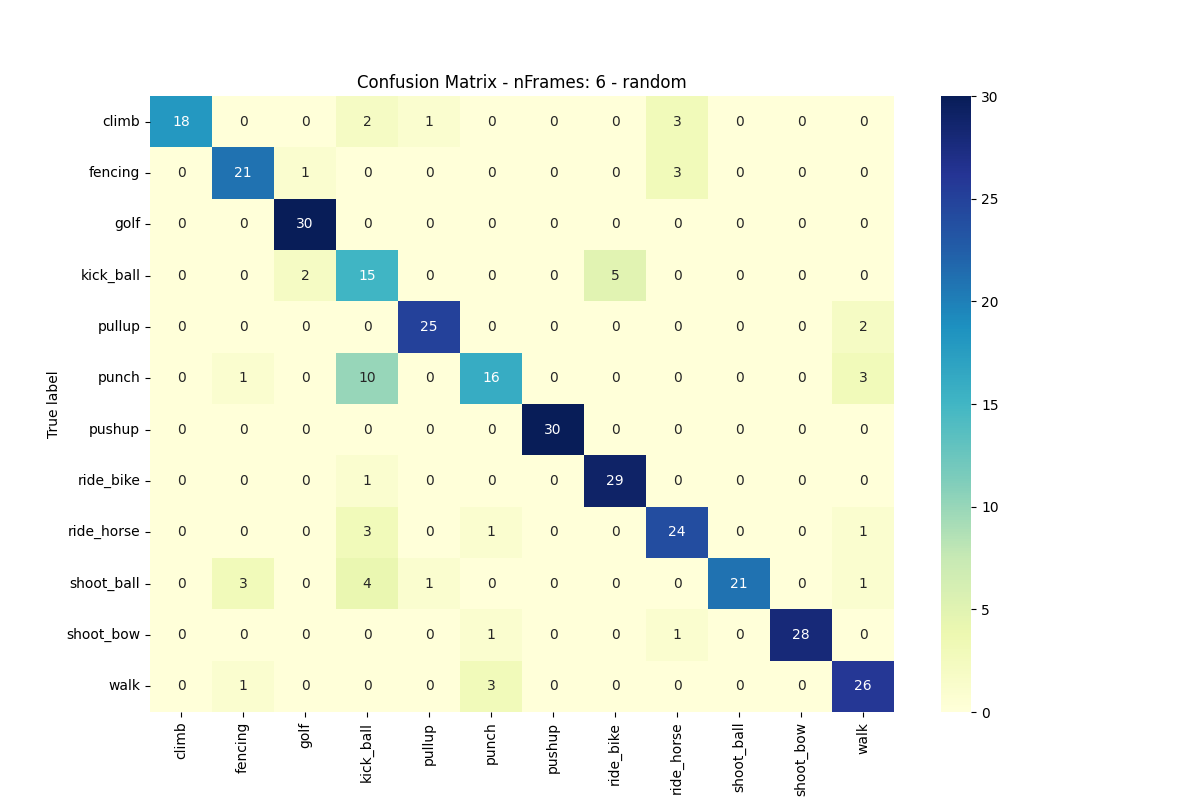 Confusion Matrix - nFrames: 6 - random
True label
climb 18 0 0 2 1 0 0 0 3 0 0 0
fencing 0 21 1 0 0 0 0 0 3 0 0 0
golf 0 0 30 0 0 0 0 0 0 0 0 0
kick_ball 0 0 2 15 0 0 0 5 0 0 0 0
pullup 0 0 0 0 25 0 0 0 0 0 0 2
punch 0 1 0 10 0 16 0 0 0 0 0 3
pushup 0 0 0 0 0 0 30 0 0 0 0 0
ride_bike 0 0 0 1 0 0 0 29 0 0 0 0
ride_horse 0 0 0 3 0 1 0 0 24 0 0 1
shoot_ball 0 3 0 4 1 0 0 0 0 21 0 1
shoot_bow 0 0 0 0 0 1 0 0 1 0 28 0
walk 0 1 0 0 0 3 0 0 0 0 0 26
climb fencing golf kick_ball pullup punch pushup ride_bike ride_horse shoot_ball shoot_bow walk
30
25
20
15
10
5
0